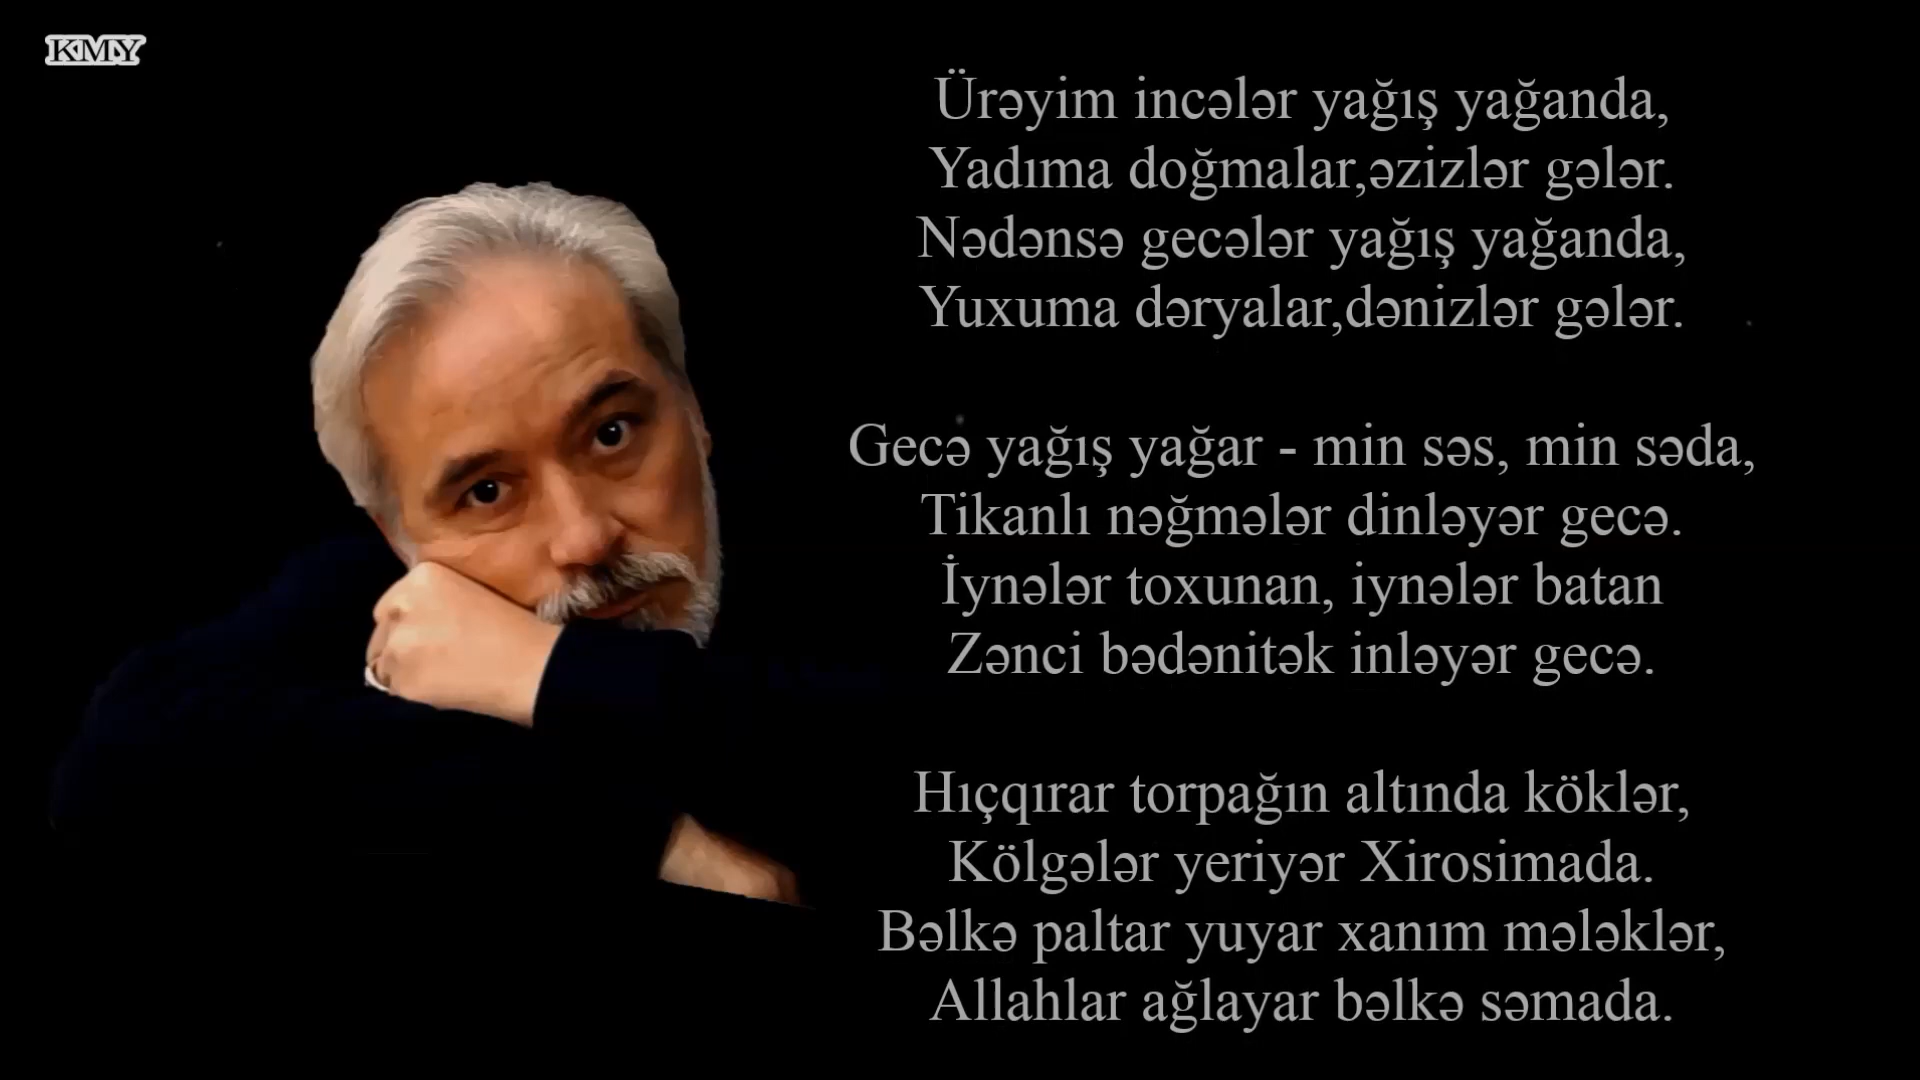 KMY
Ürəyim incələr yağış yağanda,
Yadıma doğmalar,əzizlər gələr.
Nədənsə gecələr yağış yağanda,
Yuxuma dəryalar,dənizlər gələr.
Gecə yağış yağar - min səs, min səda,
Tikanlı nəğmələr dinləyər gecə.
İynələr toxunan, iynələr batan
Zənci bədənitək inləyər gecə.
Hıçqırar torpağın altında köklər,
Kölgələr yeriyər Xirosimada.
Bəlkə paltar yuyar xanım mələklər,
Allahlar ağlayar bəlkə səmada.